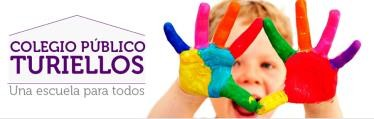 COLEGIO PÚBLICO
TURIELLOS
Una escuela para todos